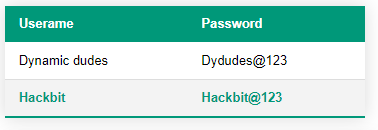 Userame Password
Dynamic dudes Dydudes@123
Hackbit Hackbit@123